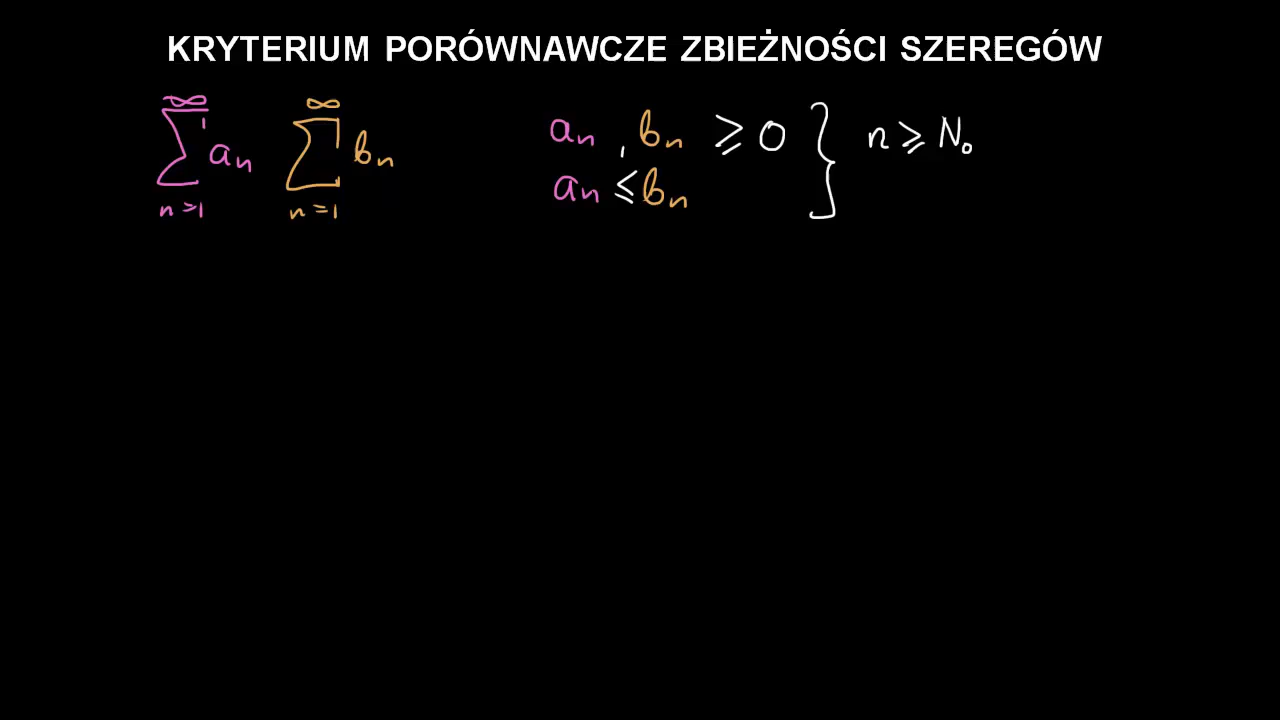 KRYTERIUM PORÓWNAWCZE ZBIEŻNOŚCI SZEREGÓW
∞ ∑ n=1 aₙ ∞ ∑ n=1 bₙ
aₙ, bₙ ⩾ 0 } n ⩾ N₀
aₙ ≤ bₙ